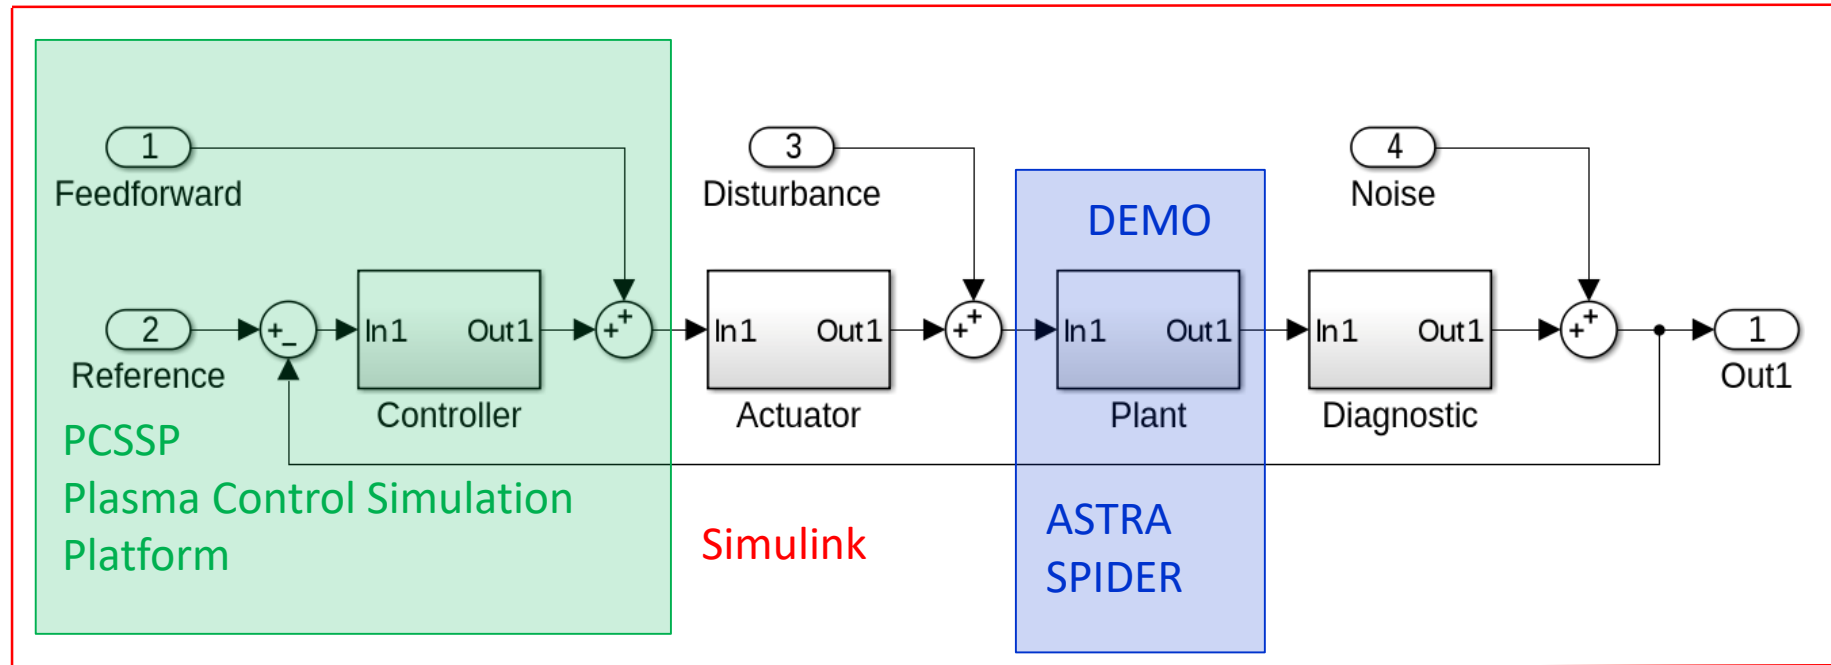 1
Feedforward
3
Disturbance
4
Noise
DEMO
2
Reference
+
−
In1 Out1
Controller
+ +
In1 Out1
Actuator
+ +
In1 Out1
Plant
In1 Out1
Diagnostic
+ +
1
Out1
PCSSP
Plasma Control Simulation
Platform
Simulink
ASTRA
SPIDER